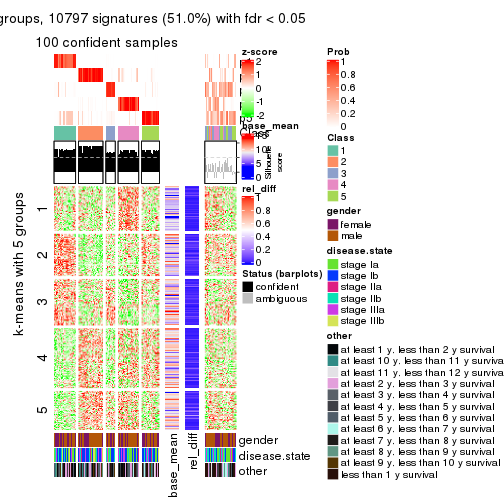 groups, 10797 signatures (51.0%) with fdr < 0.05
100 confident samples
k-means with 5 groups
1
2
3
4
5
base_mean
rel_diff
gender
disease.state
other
z-score
2
1
0
-1
-2
base_mean
15
10
5
0
Silhouette
score
rel_diff
1
0.8
0.6
0.4
0.2
0
Status (barplots)
confident
ambiguous
Prob
1
0.8
0.6
0.4
0.2
0
Class
1
2
3
4
5
gender
female
male
disease.state
stage Ia
stage Ib
stage IIa
stage IIb
stage IIIa
stage IIIb
other
at least 1 y. less than 2 y survival
at least 10 y. less than 11 y survival
at least 11 y. less than 12 y survival
at least 2 y. less than 3 y survival
at least 3 y. less than 4 y survival
at least 4 y. less than 5 y survival
at least 5 y. less than 6 y survival
at least 6 y. less than 7 y survival
at least 7 y. less than 8 y survival
at least 8 y. less than 9 y survival
at least 9 y. less than 10 y survival
less than 1 y survival